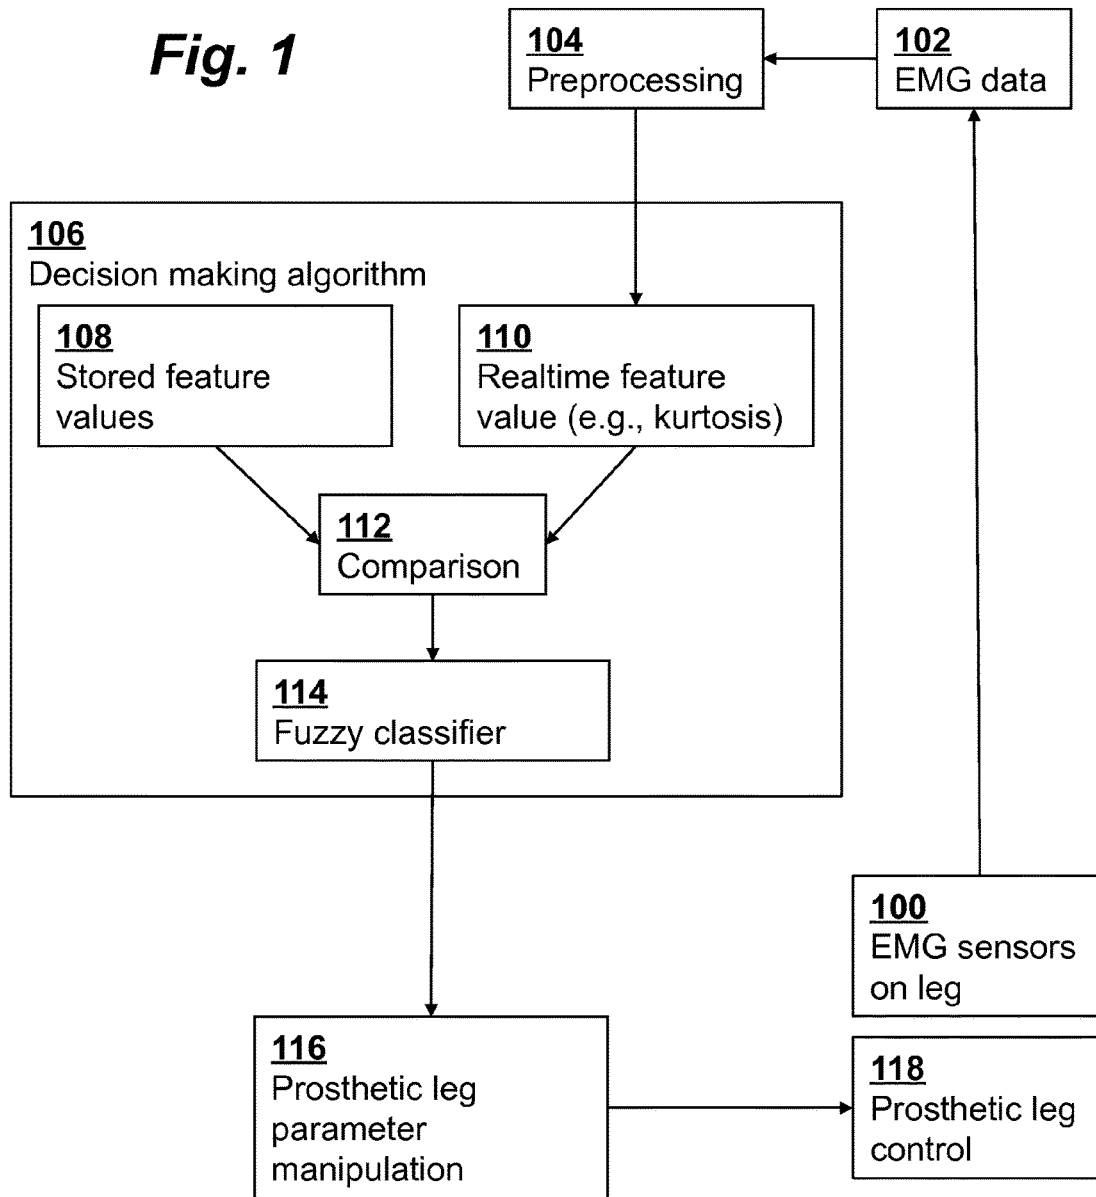 Fig. 1
104
Preprocessing
102
EMG data
106
Decision making algorithm
108
Stored feature
values
110
Realtime feature
value (e.g., kurtosis)
112
Comparison
114
Fuzzy classifier
100
EMG sensors
on leg
116
Prosthetic leg
parameter
manipulation
118
Prosthetic leg
control